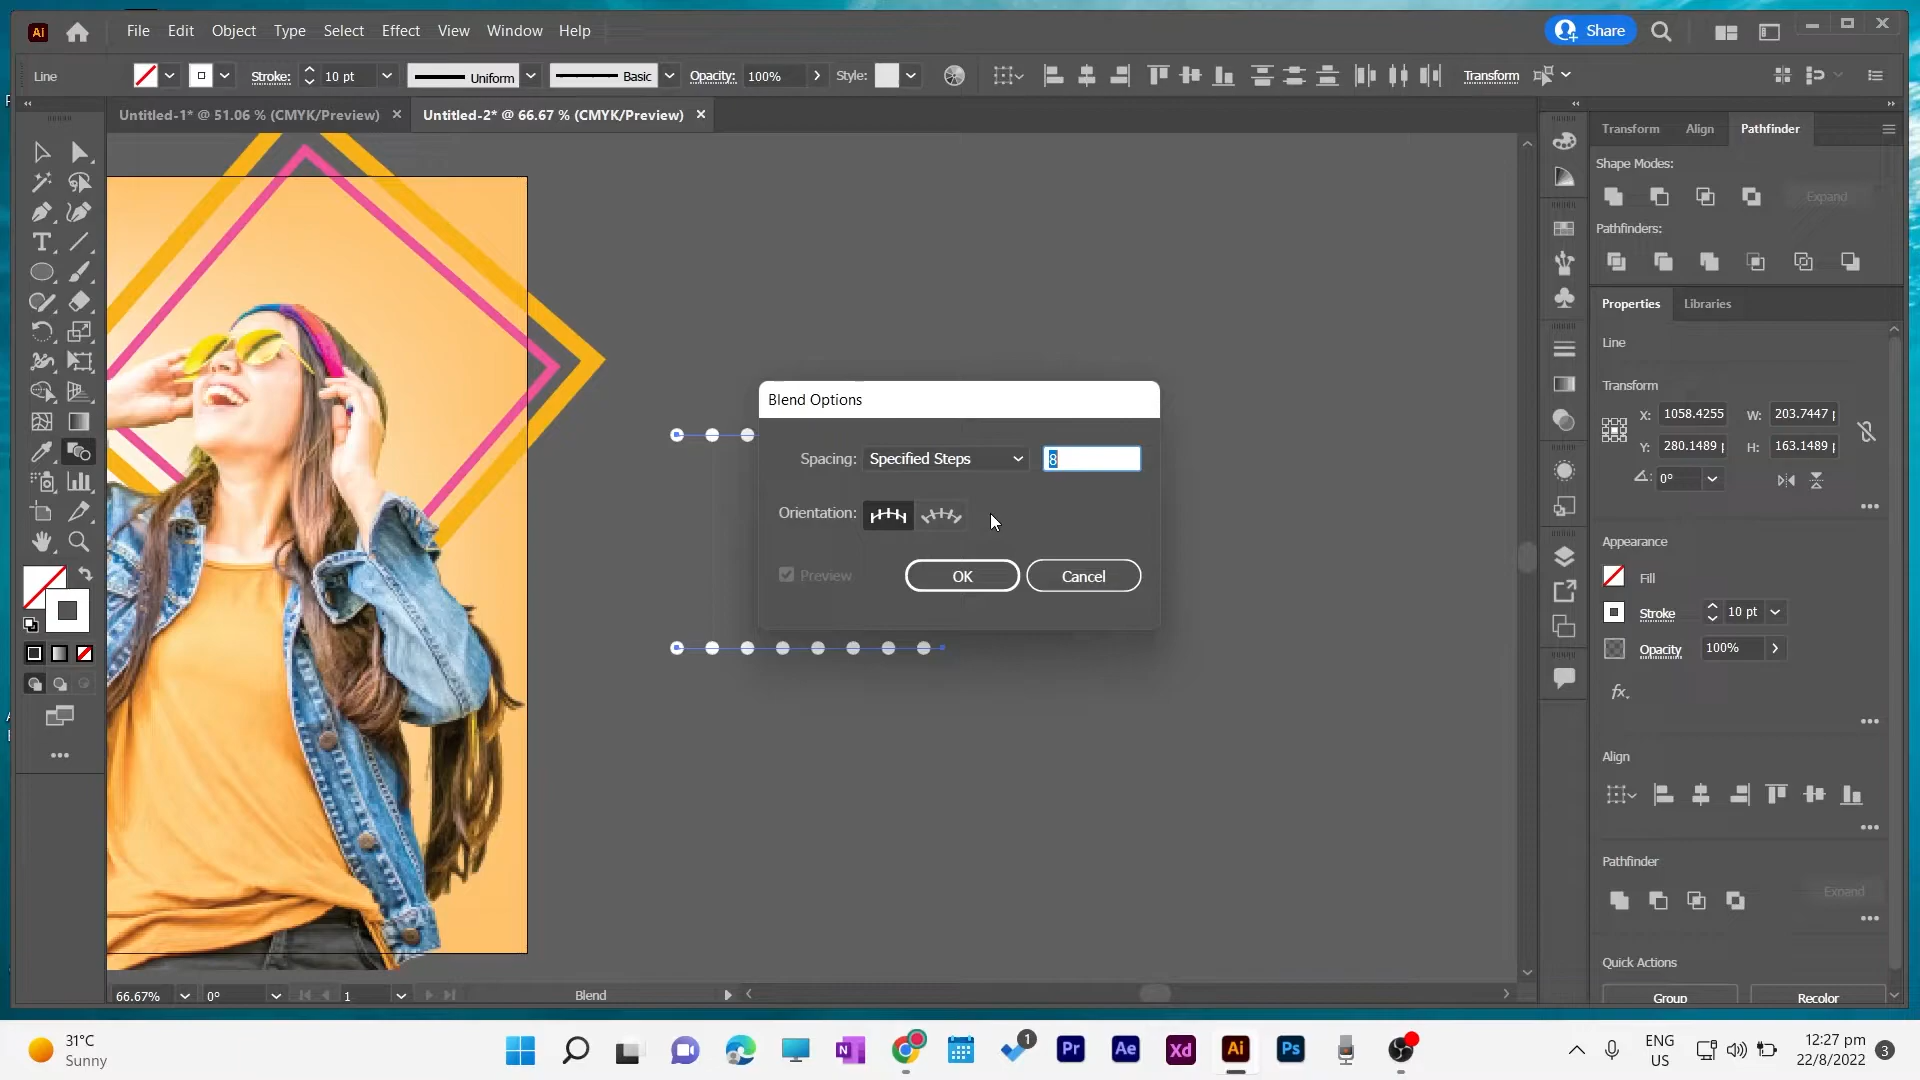 Ai File Edit Object Type Select Effect View Window Help Share
Line Stroke: 10 pt Uniform Basic Opacity: 100% Style: Transform
Untitled-1* @ 51.06 % (CMYK/Preview) Untitled-2* @ 66.67 % (CMYK/Preview)
Transform Align Pathfinder
Shape Modes:
Expand
Pathfinders:
Properties Libraries
Line
Transform
X: 1058.4255 W: 203.7447
Y: 280.1489 H: 163.1489
0°
Appearance
Fill
Stroke 10 pt
Opacity 100%
fx
Align
Pathfinder
Expand
Quick Actions
Group Recolor
Blend Options
Spacing: Specified Steps 8
Orientation:
Preview OK Cancel
66.67% 0° 1 Blend
31°C
Sunny
1 Pr Ae Xd Ai Ps
ENG
US
12:27 pm
22/8/2022
3